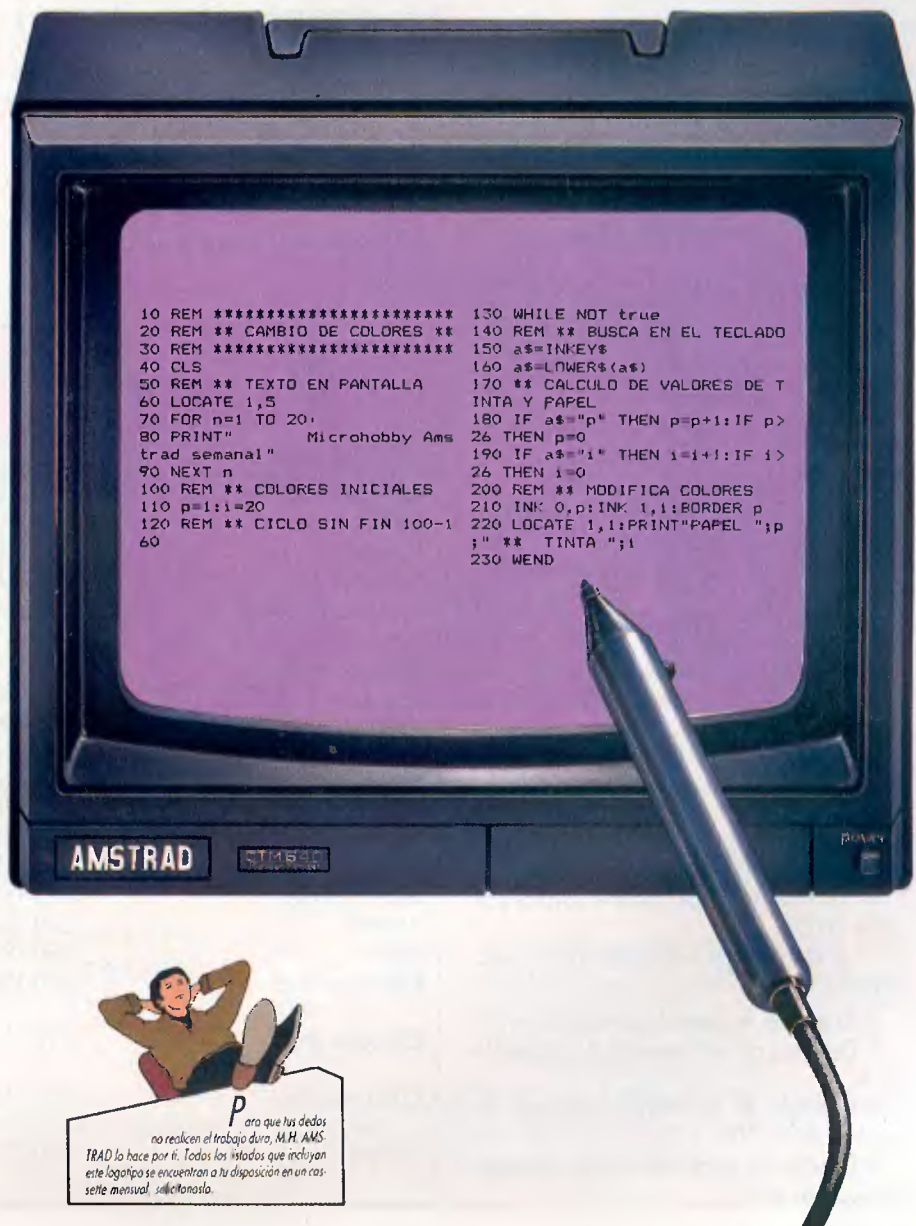 10 REM **********************
20 REM ** CAMBIO DE COLORES **
30 REM **********************
40 CLS
50 REM ** TEXTO EN PANTALLA
60 LOCATE 1,5
70 FOR n=1 TO 20
80 PRINT"        Microhobby Ams
trad semanal"
90 NEXT n
100 REM ** COLORES INICIALES
110 p=1:i=20
120 REM ** CICLO SIN FIN 100-1
60
130 WHILE NOT true
140 REM ** BUSCA EN EL TECLADO
150 a$=INKEY$
160 a$=LOWER$(a$)
170 ** CALCULO DE VALORES DE T
INTA Y PAPEL
180 IF a$="p" THEN p=p+1:IF p>
26 THEN p=0
190 IF a$="i" THEN i=i+1:IF i>
26 THEN i=0
200 REM ** MODIFICA COLORES
210 INK 0,p:INK 1,i:BORDER p
220 LOCATE 1,1:PRINT"PAPEL ";p
;" **  TINTA ";i
230 WEND
AMSTRAD
CTM640
power
Para que tus dedos
no realicen el trabajo duro, M.H. AMS-
TRAD lo hace por ti. Todos los listados que incluyan
este logotipo se encuentran a tu disposición en un cas-
sette mensual, solicítanoslo.